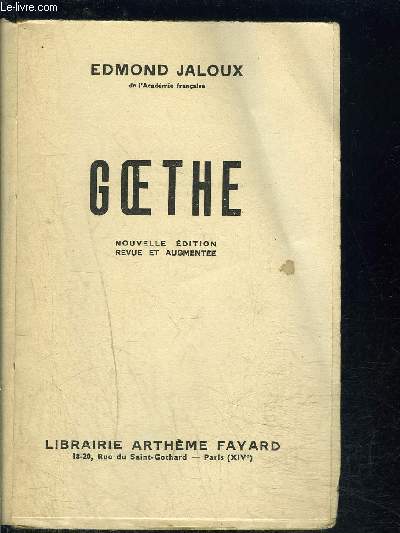 © le-livre.com
EDMOND JALOUX
de l'Académie française
GŒTHE
NOUVELLE ÉDITION
REVUE ET AUGMENTÉE
LIBRAIRIE ARTHÈME FAYARD
18-20, Rue du Saint-Gothard — Paris (XIVe)